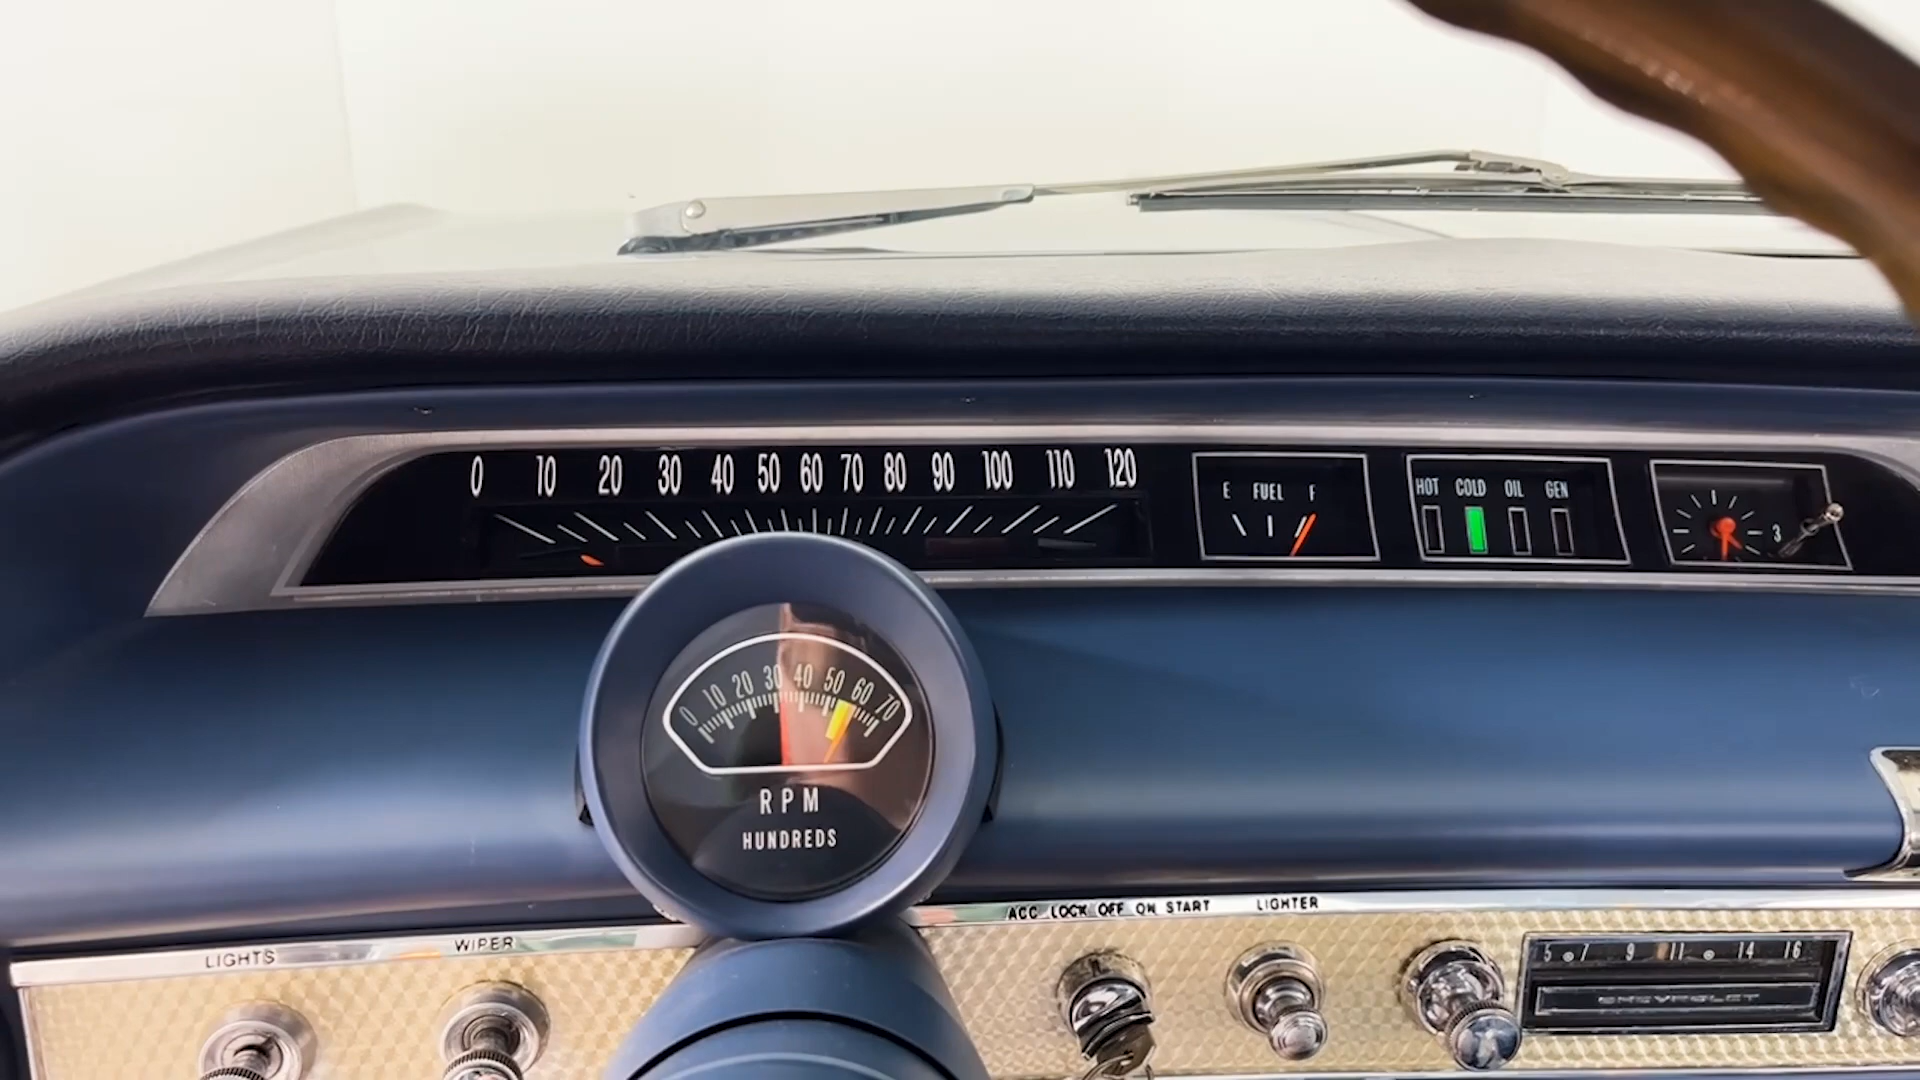 0 10 20 30 40 50 60 70 80 90 100 110 120
E FUEL F
HOT COLD OIL GEN
3
0 10 20 30 40 50 60 70
RPM
HUNDREDS
LIGHTS
WIPER
ACC LOCK OFF ON START
LIGHTER
5 7 9 11 14 16
CHEVROLET